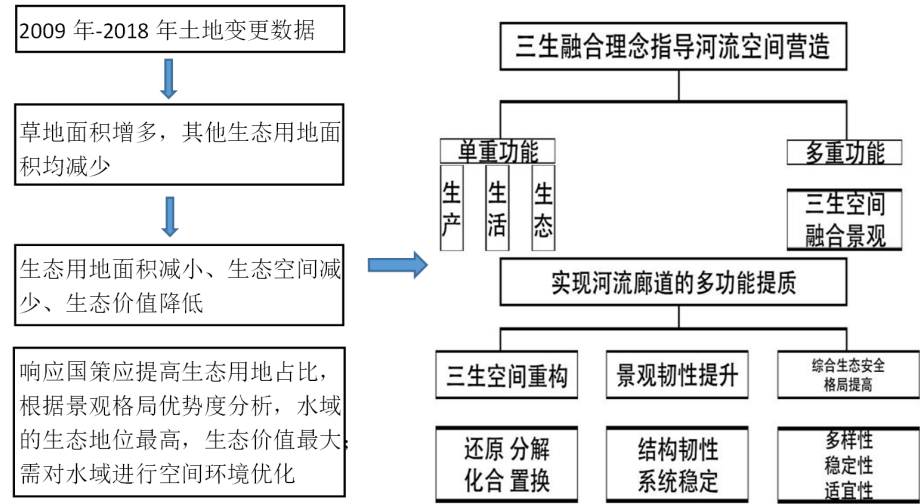 2009 年-2018 年土地变更数据
草地面积增多，其他生态用地面
积均减少
生态用地面积减小、生态空间减
少、生态价值降低
响应国策应提高生态用地占比，
根据景观格局优势度分析，水域
的生态地位最高，生态价值最大；
需对水域进行空间环境优化
三生融合理念指导河流空间营造
单重功能
生产
生活
生态
多重功能
三生空间
融合景观
实现河流廊道的多功能提质
三生空间重构
景观韧性提升
综合生态安全
格局提高
还原 分解
化合 置换
结构韧性
系统稳定
多样性
稳定性
适宜性